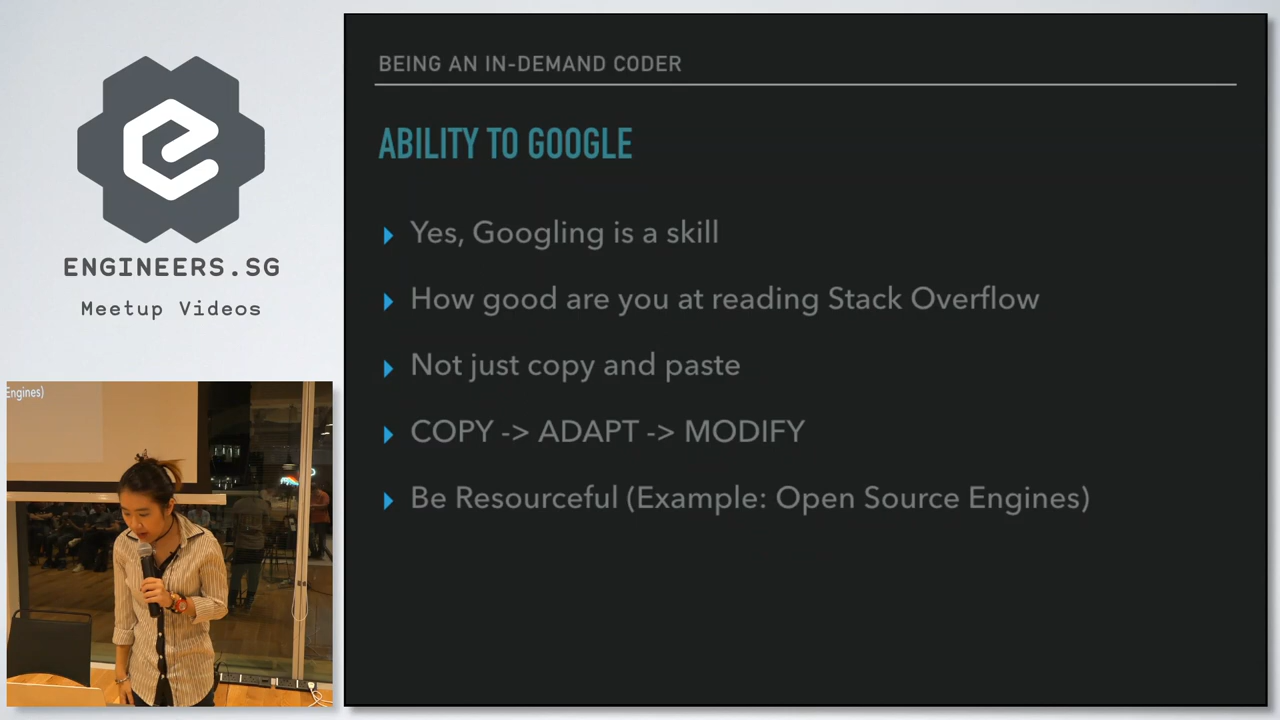 ENGINEERS.SG
Meetup Videos
Engines)
BEING AN IN-DEMAND CODER
ABILITY TO GOOGLE
Yes, Googling is a skill
How good are you at reading Stack Overflow
Not just copy and paste
COPY -> ADAPT -> MODIFY
Be Resourceful (Example: Open Source Engines)